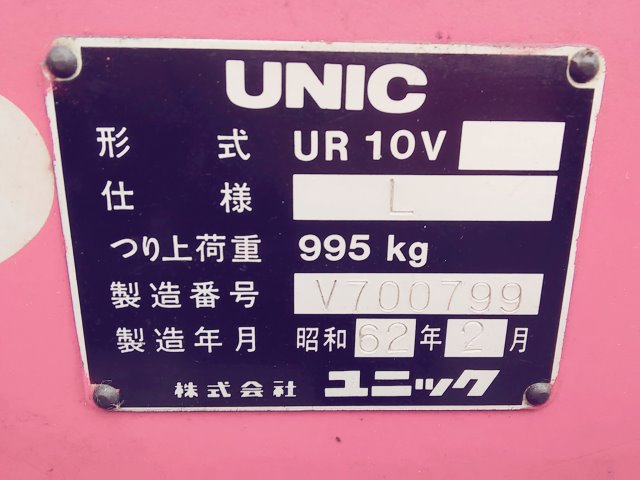 UNIC
形式 UR 10V
仕様 L
つり上荷重 995 kg
製造番号 V700799
製造年月 昭和 62 年 2 月
株式会社 ユニック